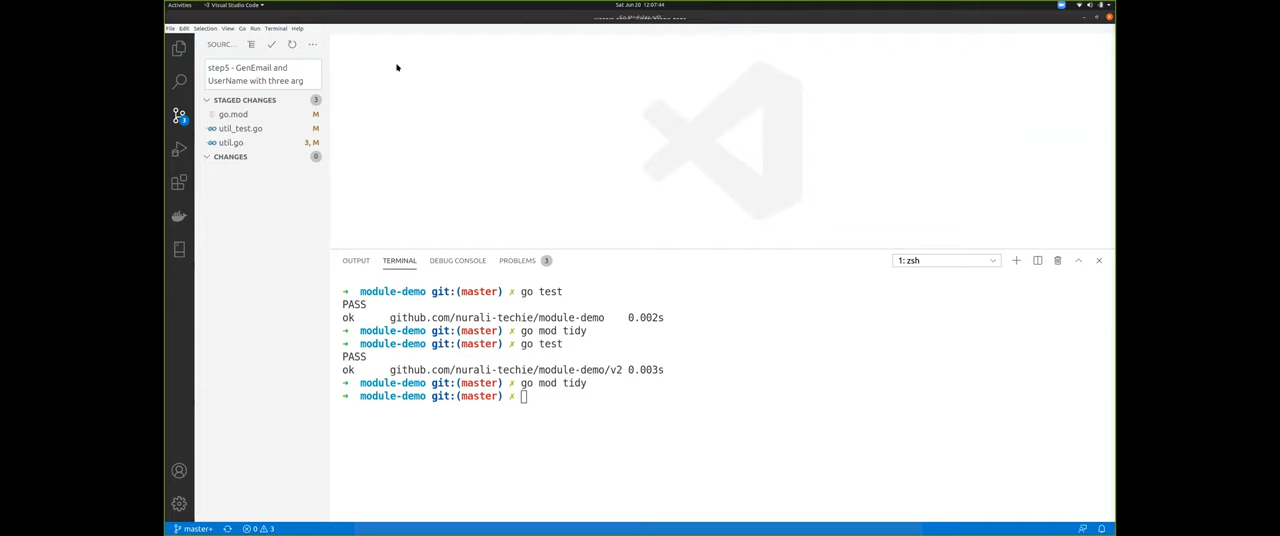 Activities
Visual Studio Code
Sat Jun 20 12:07:44
File Edit Selection View Go Run Terminal Help
SOURC...
step5 - GenEmail and
UserName with three arg
STAGED CHANGES 3
go.mod M
util_test.go M
util.go 3, M
CHANGES 0
3
OUTPUT TERMINAL DEBUG CONSOLE PROBLEMS 3
1: zsh
➜ module-demo git:(master) ✗ go test
PASS
ok github.com/nurali-techie/module-demo 0.002s
➜ module-demo git:(master) ✗ go mod tidy
➜ module-demo git:(master) ✗ go test
PASS
ok github.com/nurali-techie/module-demo/v2 0.003s
➜ module-demo git:(master) ✗ go mod tidy
➜ module-demo git:(master) ✗
master+ 0 3